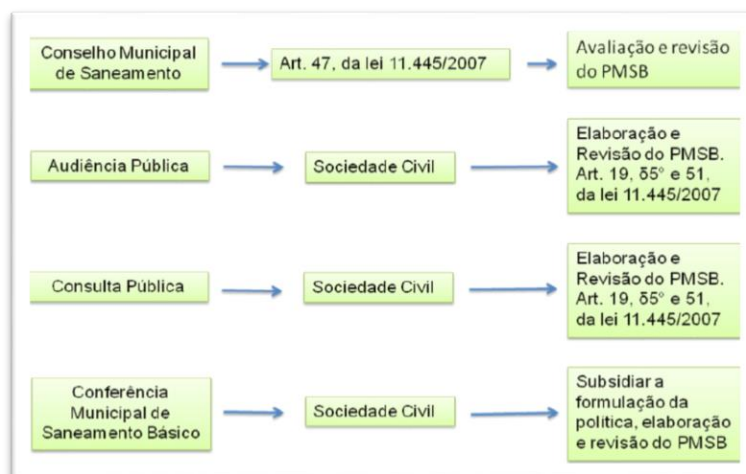 Conselho Municipal
de Saneamento
Art. 47, da lei 11.445/2007
Avaliação e revisão
do PMSB
Audiência Pública
Sociedade Civil
Elaboração e
Revisão do PMSB.
Art. 19, δ5° e 51,
da lei 11.445/2007
Consulta Pública
Sociedade Civil
Elaboração e
Revisão do PMSB.
Art. 19, δ5° e 51,
da lei 11.445/2007
Conferência
Municipal de
Saneamento Básico
Sociedade Civil
Subsidiar a
formulação da
política, elaboração
e revisão do PMSB